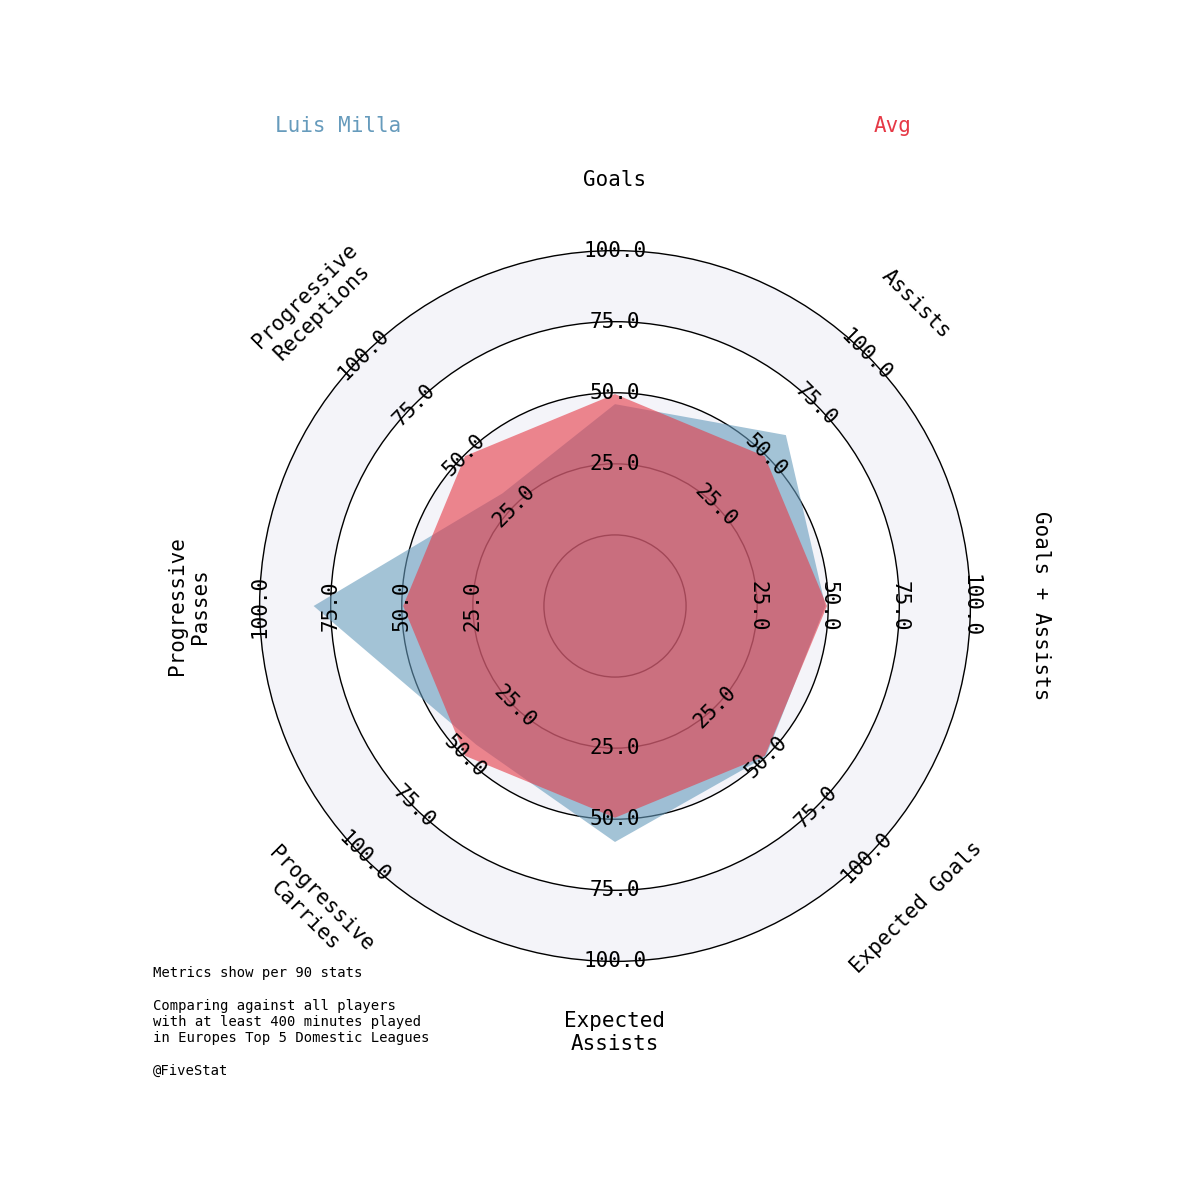 Luis Milla
Avg
Goals
Assists
Goals + Assists
Expected Goals
Expected
Assists
Progressive
Carries
Progressive
Passes
Progressive
Receptions
25.0
50.0
75.0
100.0
25.0
50.0
75.0
100.0
25.0
50.0
75.0
100.0
25.0
50.0
75.0
100.0
25.0
50.0
75.0
100.0
25.0
50.0
75.0
100.0
25.0
50.0
75.0
100.0
25.0
50.0
75.0
100.0
Metrics show per 90 stats
Comparing against all players
with at least 400 minutes played
in Europes Top 5 Domestic Leagues
@FiveStat